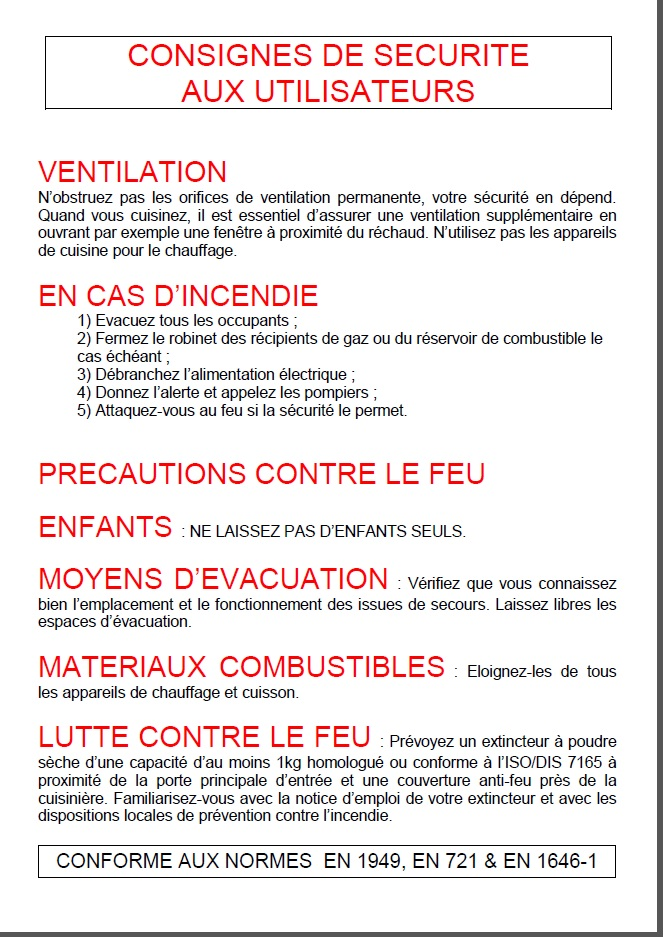 CONSIGNES DE SECURITE
AUX UTILISATEURS
VENTILATION
N'obstruez pas les orifices de ventilation permanente, votre sécurité en dépend.
Quand vous cuisinez, il est essentiel d'assurer une ventilation supplémentaire en
ouvrant par exemple une fenêtre à proximité du réchaud. N'utilisez pas les appareils
de cuisine pour le chauffage.
EN CAS D'INCENDIE
1) Evacuez tous les occupants ;
2) Fermez le robinet des récipients de gaz ou du réservoir de combustible le
cas échéant ;
3) Débranchez l'alimentation électrique ;
4) Donnez l'alerte et appelez les pompiers ;
5) Attaquez-vous au feu si la sécurité le permet.
PRECAUTIONS CONTRE LE FEU
ENFANTS : NE LAISSEZ PAS D'ENFANTS SEULS.
MOYENS D'EVACUATION : Vérifiez que vous connaissez
bien l'emplacement et le fonctionnement des issues de secours. Laissez libres les
espaces d'évacuation.
MATERIAUX COMBUSTIBLES : Eloignez-les de tous
les appareils de chauffage et cuisson.
LUTTE CONTRE LE FEU : Prévoyez un extincteur à poudre
sèche d'une capacité d'au moins 1kg homologué ou conforme à l'ISO/DIS 7165 à
proximité de la porte principale d'entrée et une couverture anti-feu près de la
cuisinière. Familiarisez-vous avec la notice d'emploi de votre extincteur et avec les
dispositions locales de prévention contre l'incendie.
CONFORME AUX NORMES EN 1949, EN 721 & EN 1646-1